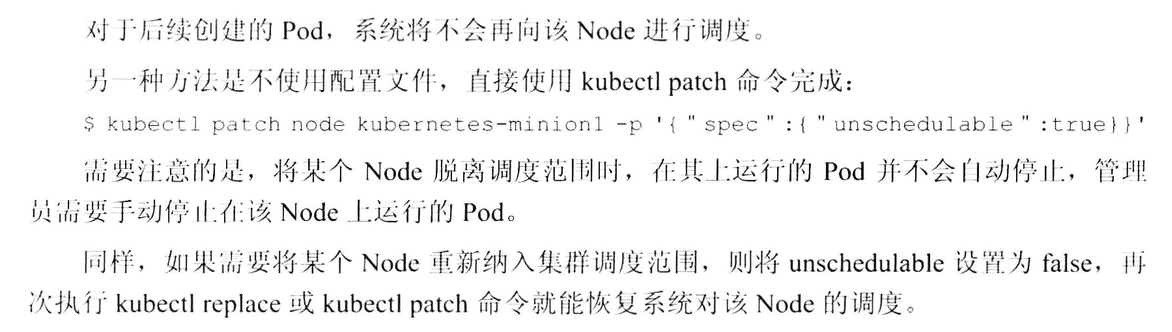 对于后续创建的 Pod，系统将不会再向该 Node 进行调度。
另一种方法是不使用配置文件，直接使用 kubectl patch 命令完成：
$ kubectl patch node kubernetes-minion1 -p '{"spec":{"unschedulable":true}}'
需要注意的是，将某个 Node 脱离调度范围时，在其上运行的 Pod 并不会自动停止，管理
员需要手动停止在该 Node 上运行的 Pod。
同样，如果需要将某个 Node 重新纳入集群调度范围，则将 unschedulable 设置为 false，再
次执行 kubectl replace 或 kubectl patch 命令就能恢复系统对该 Node 的调度。